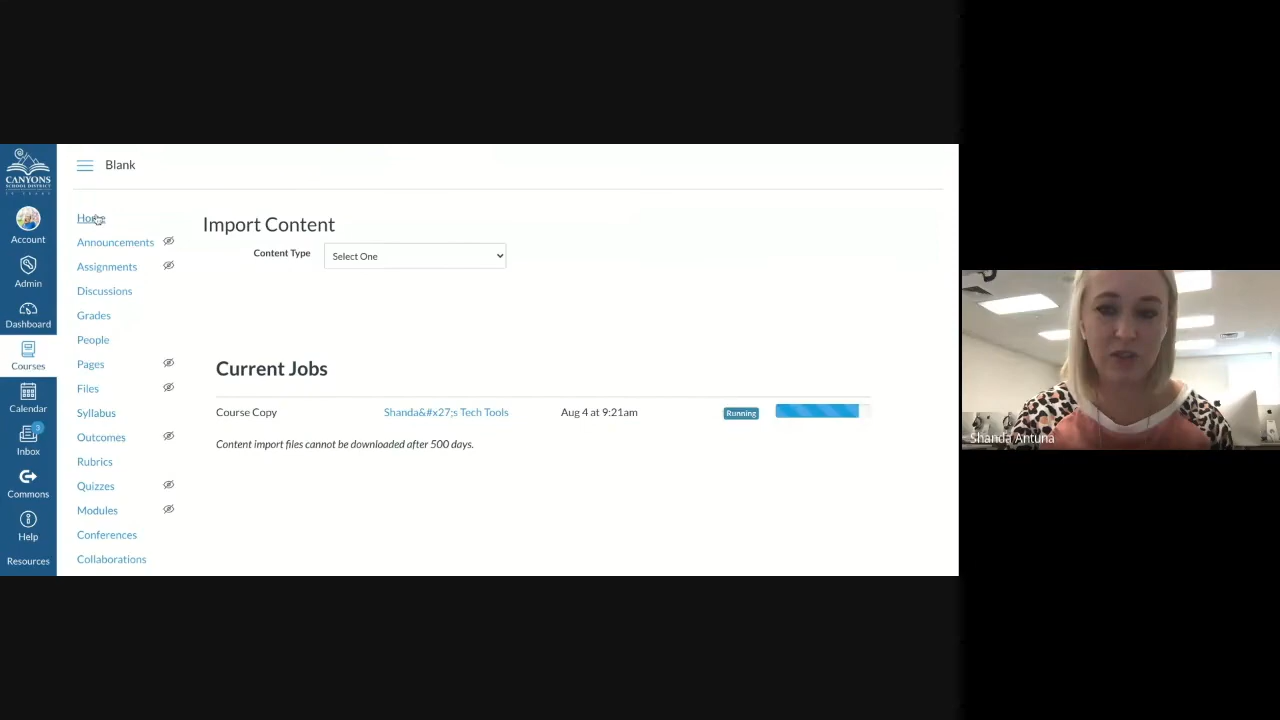 CANYONS
SCHOOL DISTRICT
Blank
Account
Admin
Dashboard
Courses
Calendar
3
Inbox
Commons
Help
Resources
Home
Announcements
Assignments
Discussions
Grades
People
Pages
Files
Syllabus
Outcomes
Rubrics
Quizzes
Modules
Conferences
Collaborations
Import Content
Content Type Select One
Current Jobs
Course Copy Shanda&#x27;s Tech Tools Aug 4 at 9:21am Running
Content import files cannot be downloaded after 500 days.
Shanda Antuna